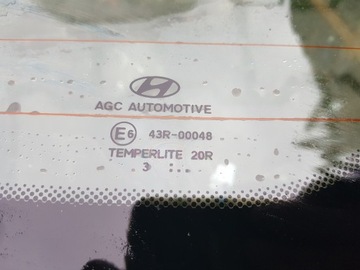 AGC AUTOMOTIVE
E6 43R-00048
TEMPERLITE 20R
3